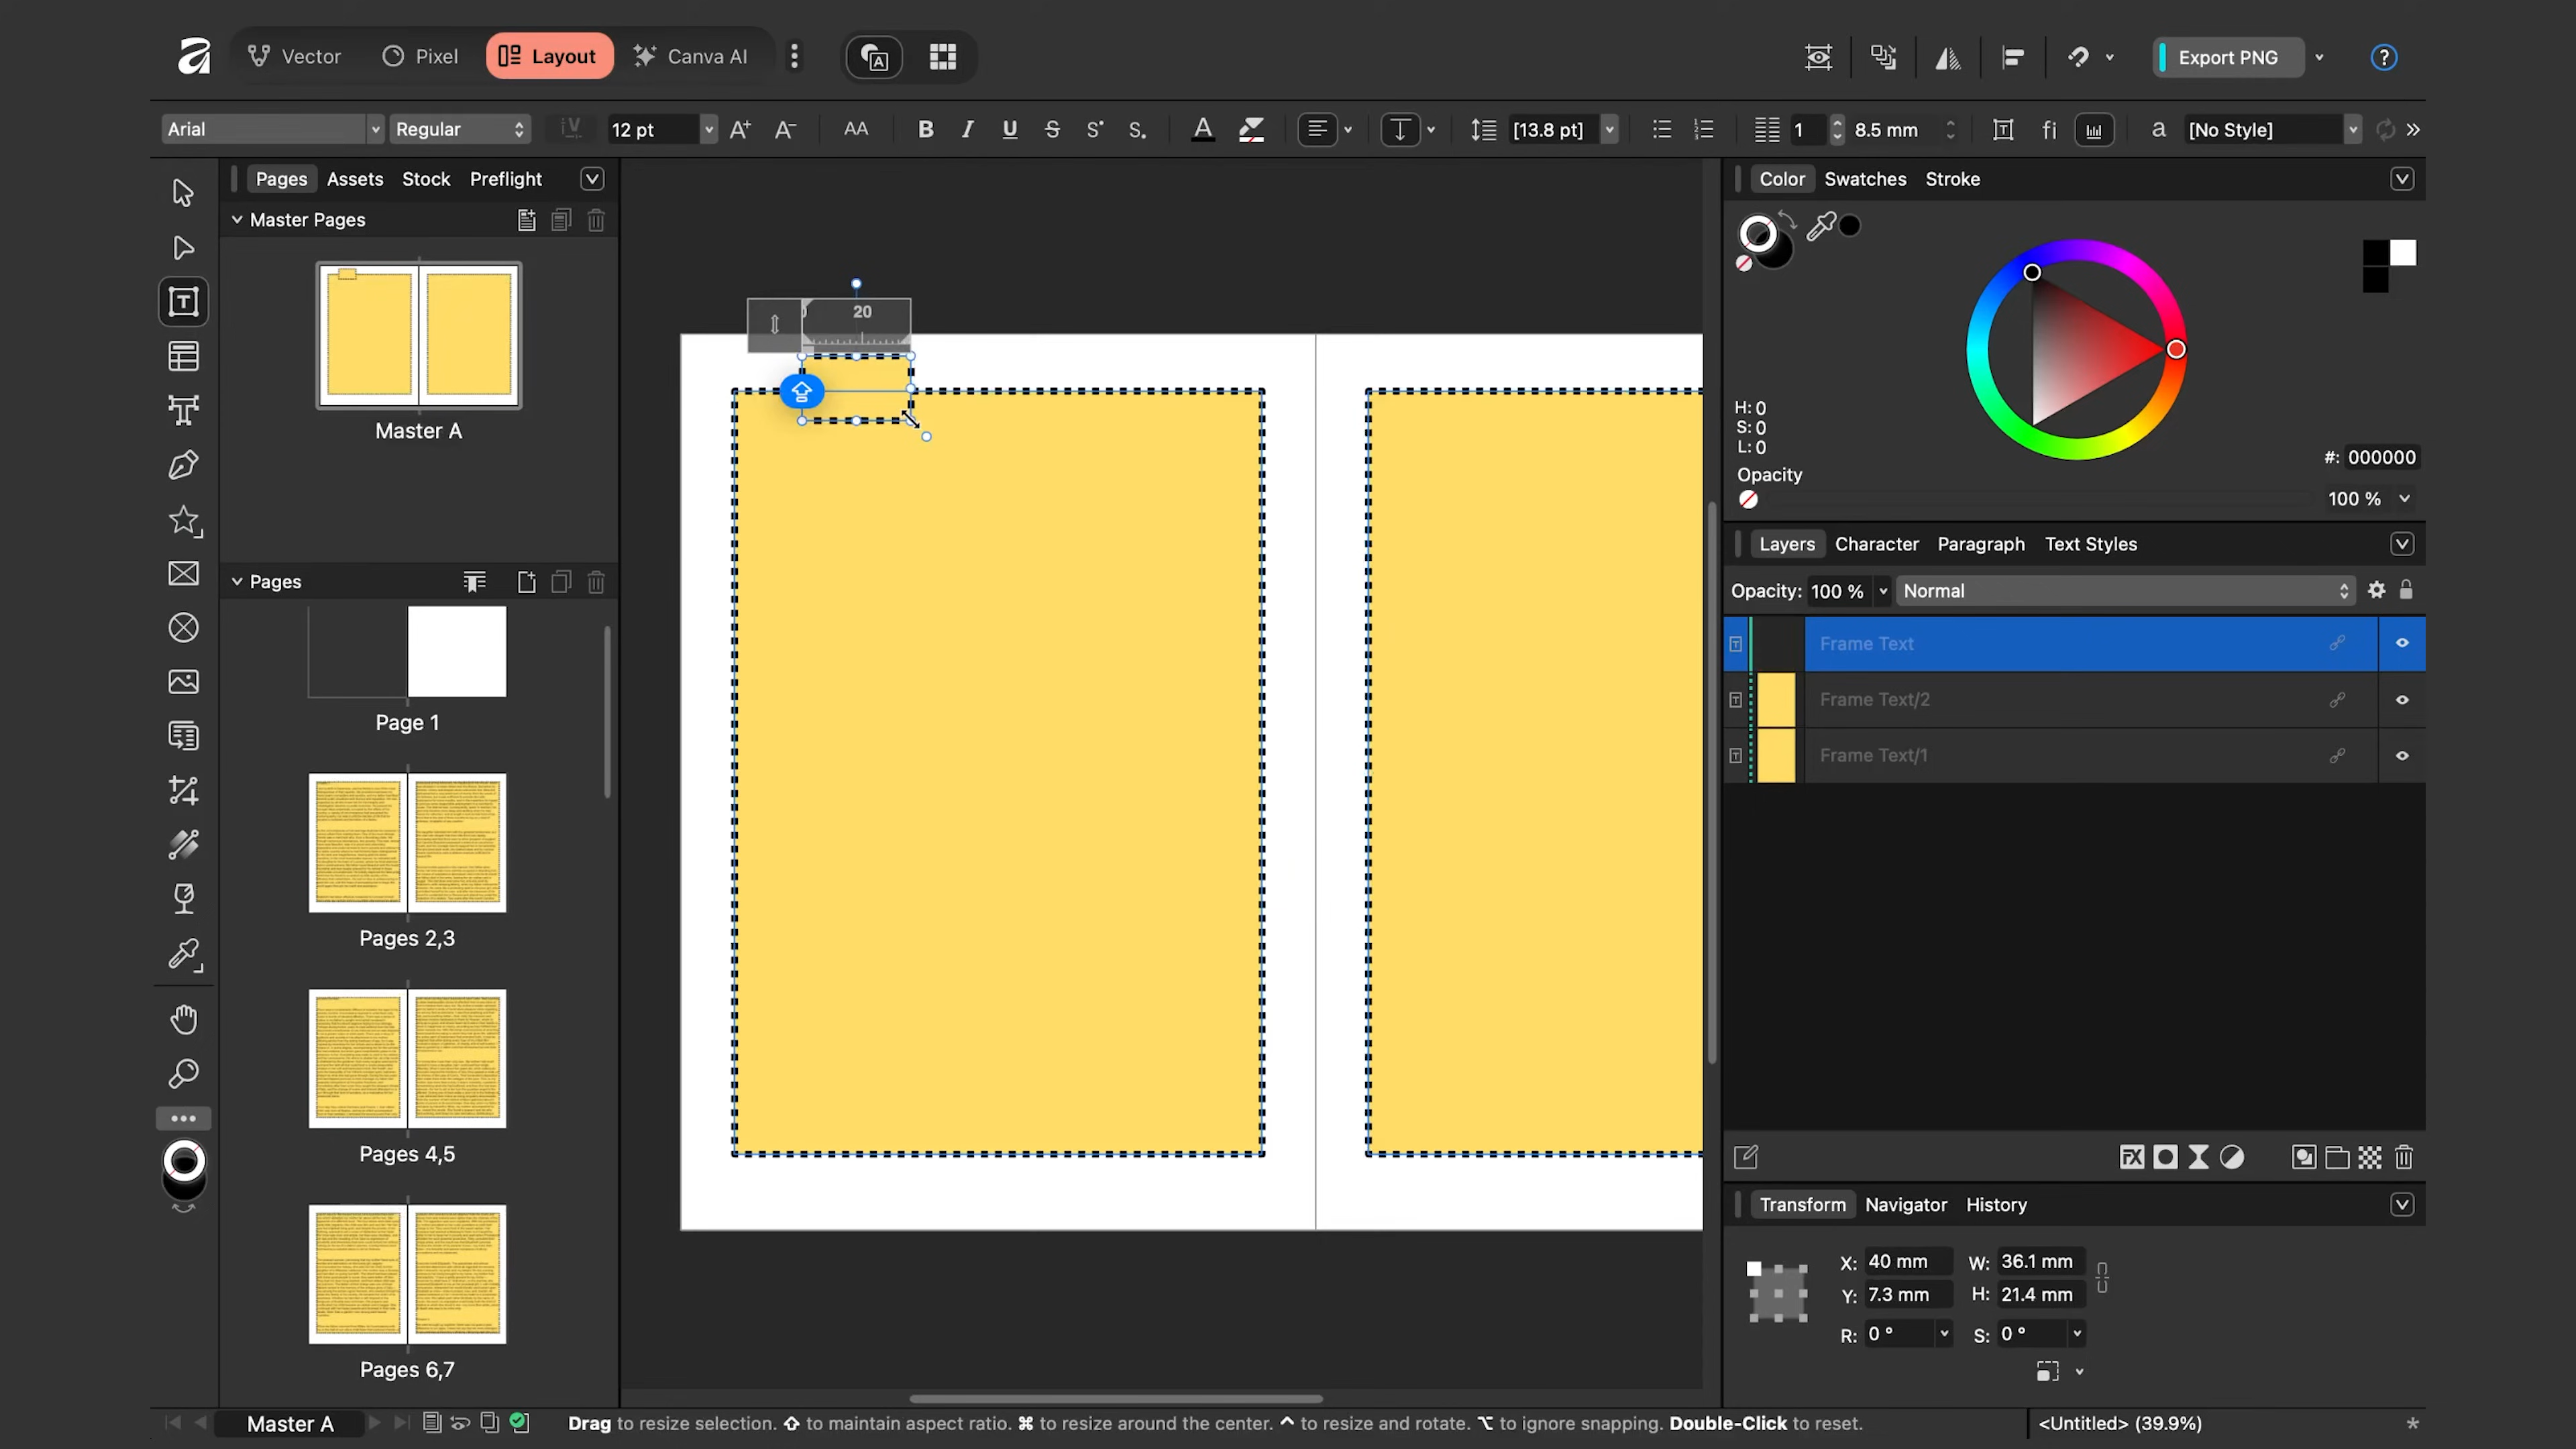 Vector Pixel Layout Canva AI Export PNG ?
Arial Regular 12 pt A+ A- AA B I U S S S. A [13.8 pt] 1 8.5 mm fi a [No Style] »
Pages Assets Stock Preflight
Master Pages
Master A
Pages
Page 1
Pages 2,3
Pages 4,5
Pages 6,7
20
Color Swatches Stroke
H: 0
S: 0
L: 0
#: 000000
Opacity
100 %
Layers Character Paragraph Text Styles
Opacity: 100 % Normal
Frame Text
Frame Text/2
Frame Text/1
FX
Transform Navigator History
X: 40 mm W: 36.1 mm
Y: 7.3 mm H: 21.4 mm
R: 0 ° S: 0 °
Master A
Drag to resize selection. ⇧ to maintain aspect ratio. ⌘ to resize around the center. ^ to resize and rotate. ⌥ to ignore snapping. Double-Click to reset.
<Untitled> (39.9%) *